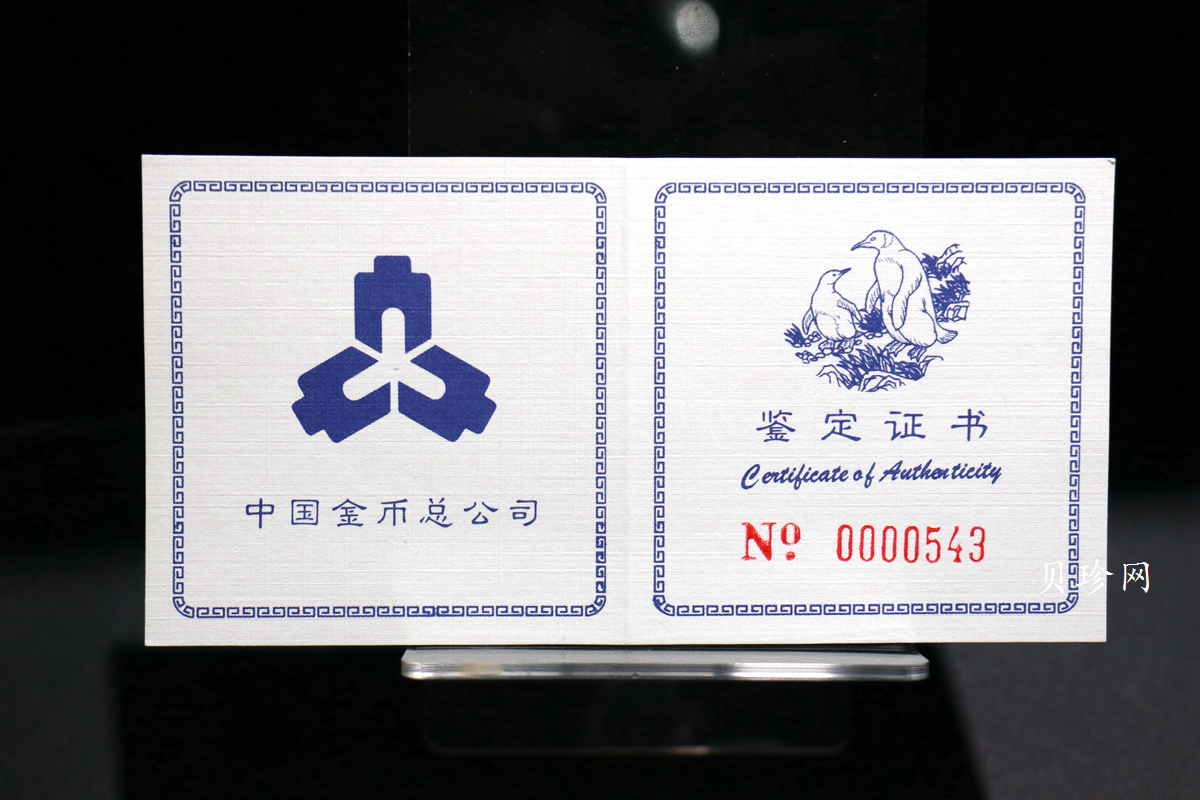 中国金币总公司
鉴定证书
Certificate of Authenticity
Nº 0000543
贝珍网